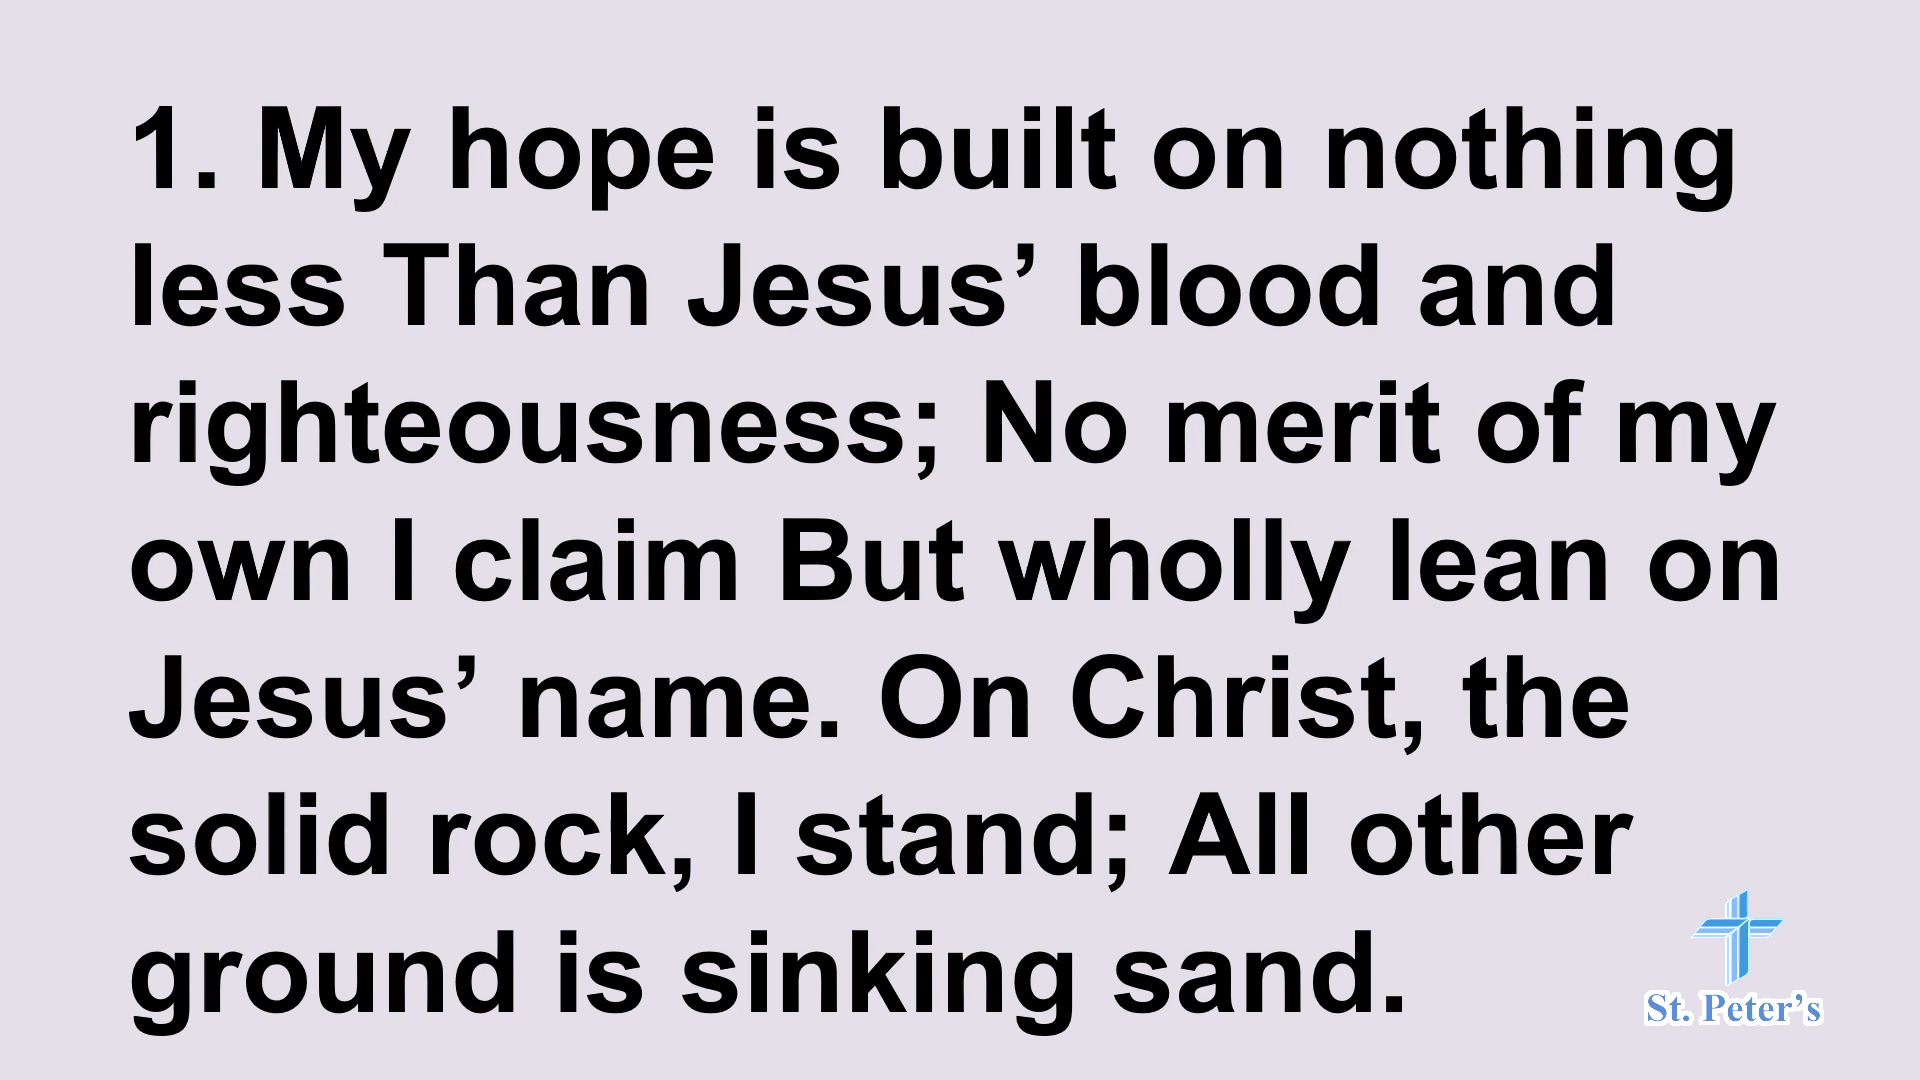 1. My hope is built on nothing
less Than Jesus’ blood and
righteousness; No merit of my
own I claim But wholly lean on
Jesus’ name. On Christ, the
solid rock, I stand; All other
ground is sinking sand.
St. Peter’s